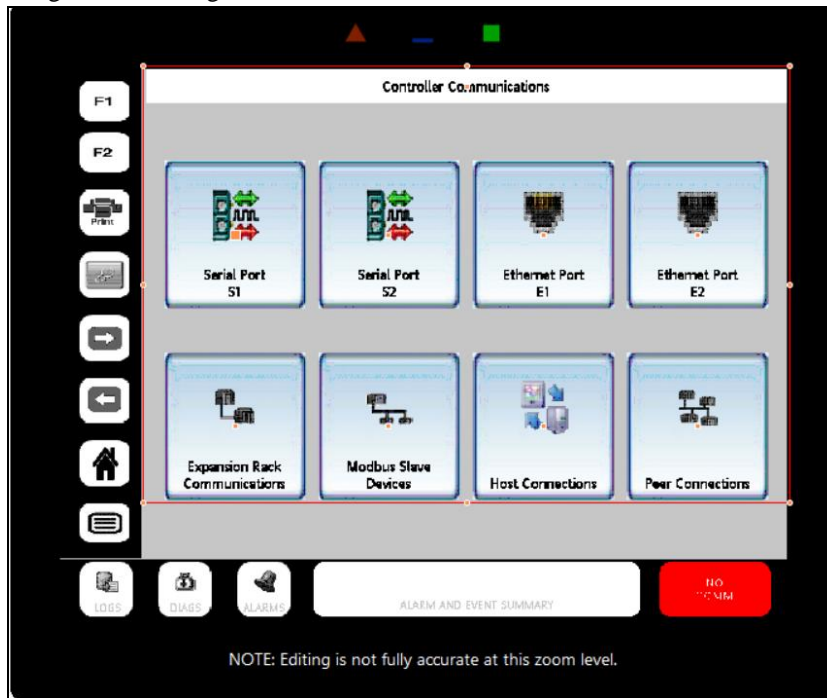 Controller Communications
F1
F2
Print
Serial Port
S1
Serial Port
S2
Ethernet Port
E1
Ethernet Port
E2
Expansion Rack
Communications
Modbus Slave
Devices
Host Connections
Peer Connections
LOGS
DIAGS
ALARMS
ALARM AND EVENT SUMMARY
NO
COMM
NOTE: Editing is not fully accurate at this zoom level.